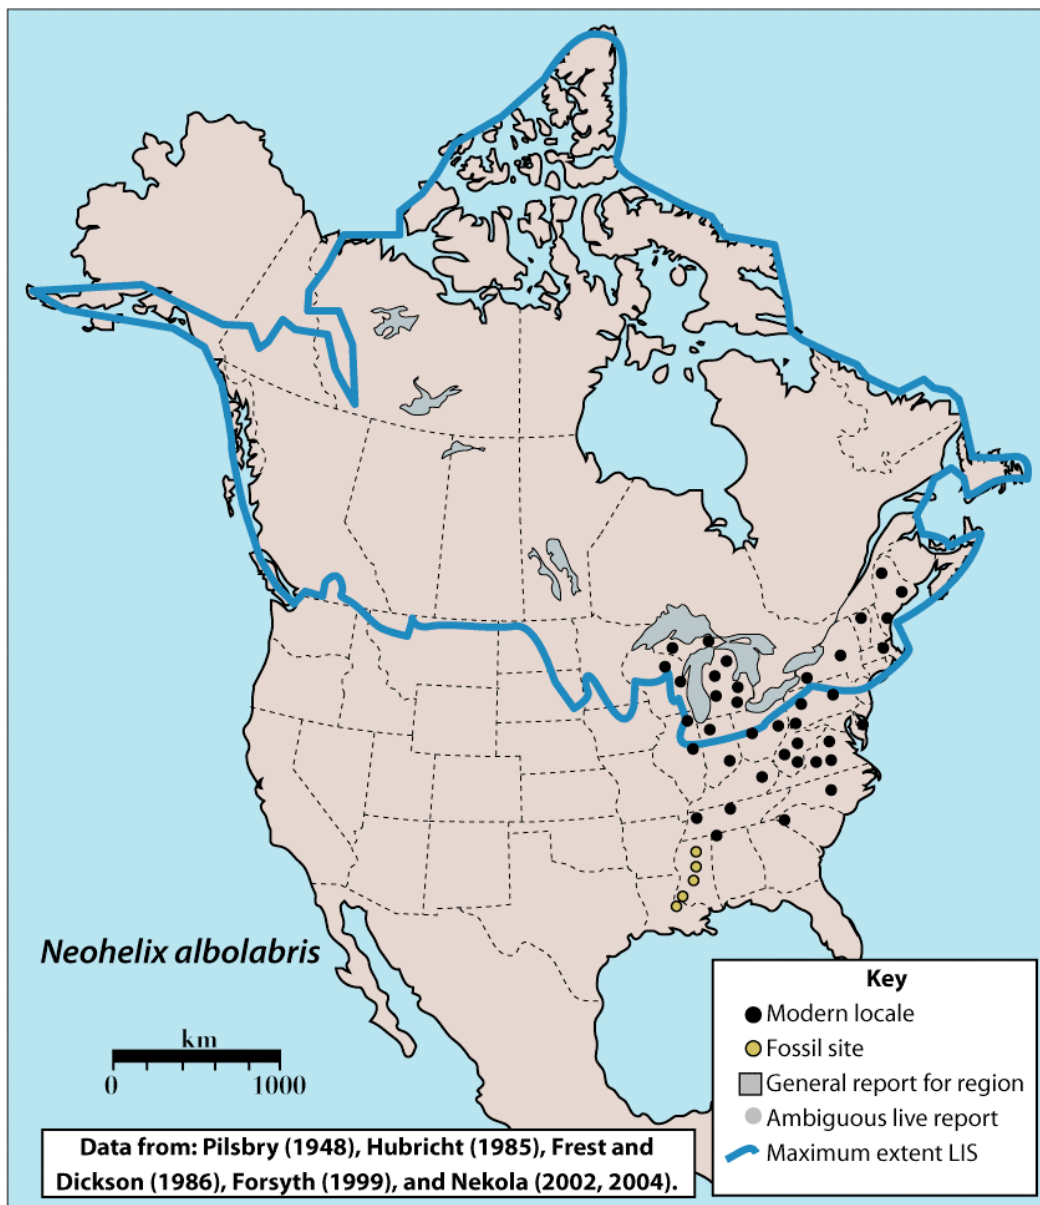 Neohelix albolabris
km
0 1000
Data from: Pilsbry (1948), Hubricht (1985), Frest and
Dickson (1986), Forsyth (1999), and Nekola (2002, 2004).
Key
Modern locale
Fossil site
General report for region
Ambiguous live report
Maximum extent LIS